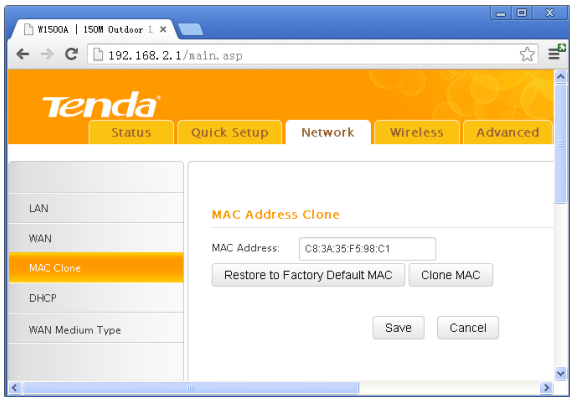 W1500A | 150M Outdoor I
192.168.2.1/main.asp
Tenda
Status Quick Setup Network Wireless Advanced
LAN
WAN
MAC Clone
DHCP
WAN Medium Type
MAC Address Clone
MAC Address: C8:3A:35:F5:98:C1
Restore to Factory Default MAC Clone MAC
Save Cancel